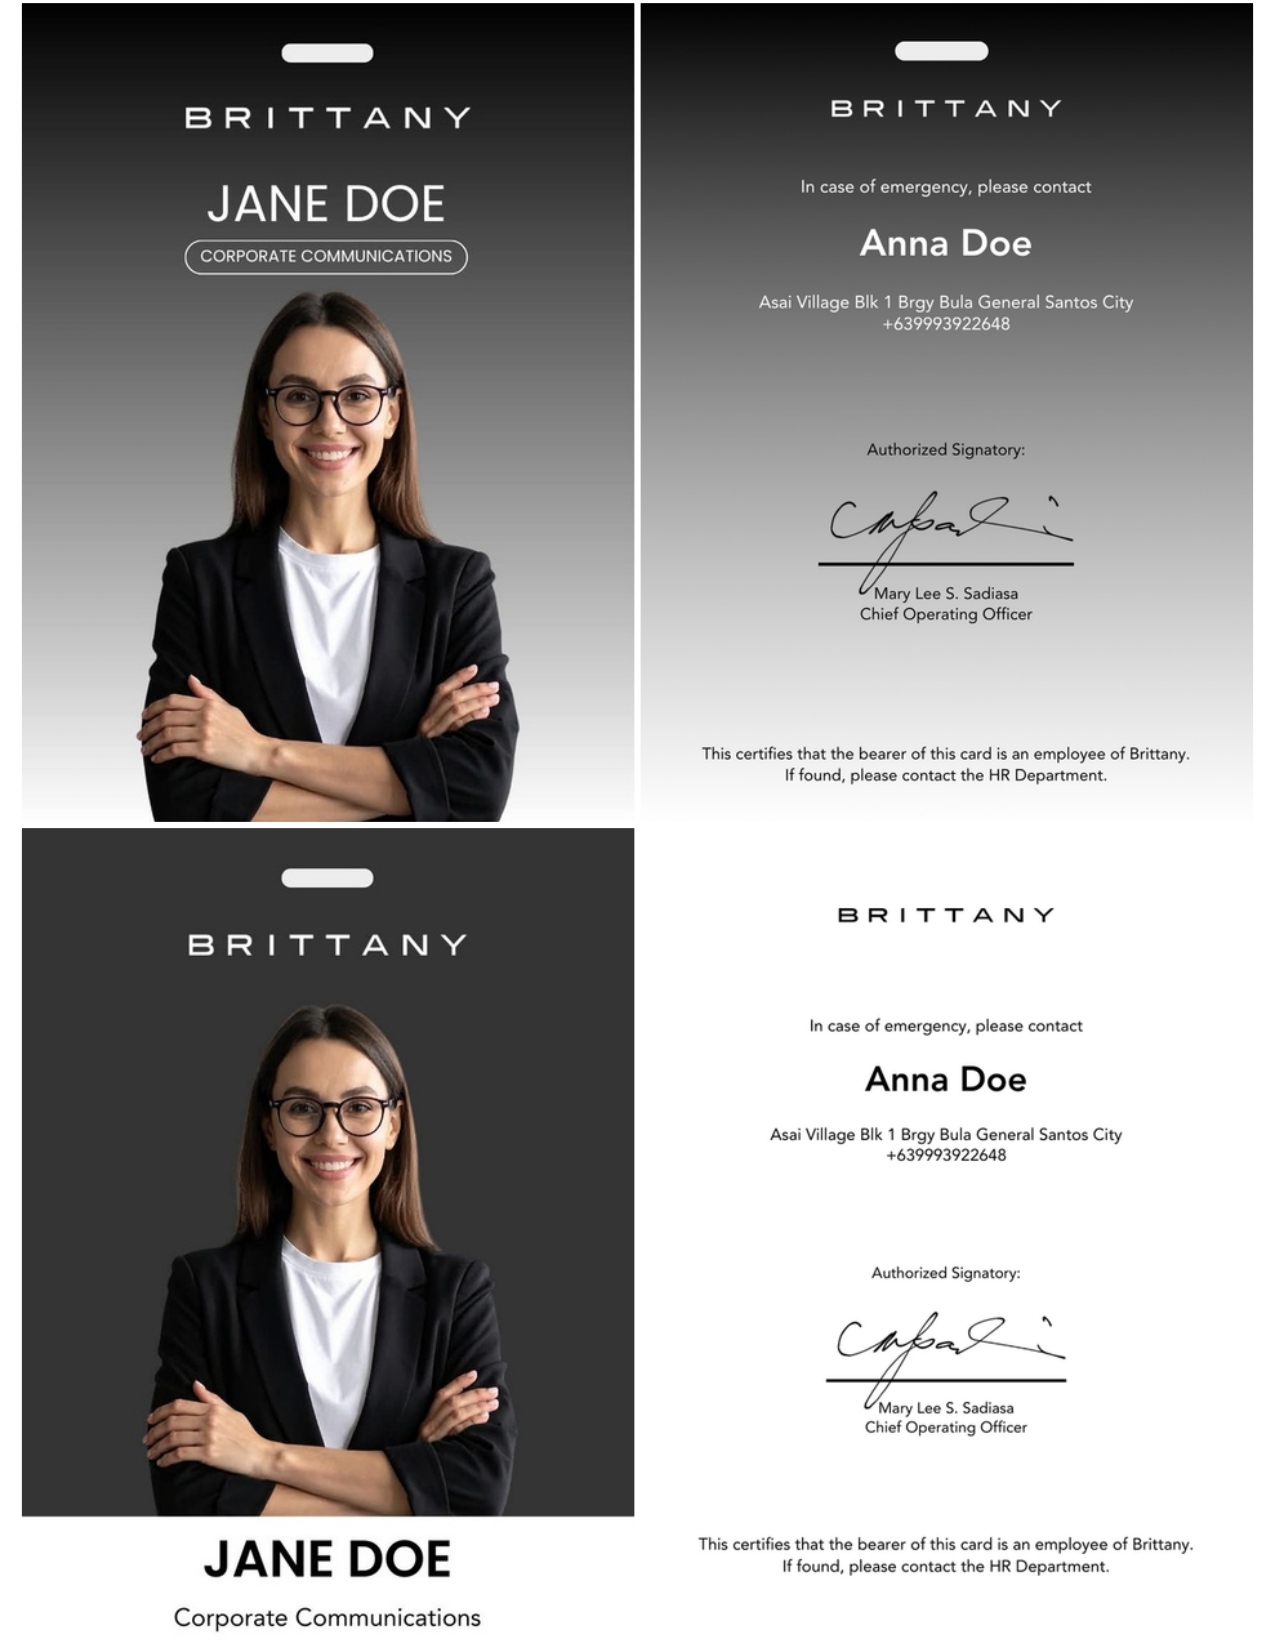 BRITTANY
JANE DOE
CORPORATE COMMUNICATIONS
BRITTANY
In case of emergency, please contact
Anna Doe
Asai Village Blk 1 Brgy Bula General Santos City
+639993922648
Authorized Signatory:
Mary Lee S. Sadiasa
Chief Operating Officer
This certifies that the bearer of this card is an employee of Brittany.
If found, please contact the HR Department.
BRITTANY
JANE DOE
Corporate Communications
BRITTANY
In case of emergency, please contact
Anna Doe
Asai Village Blk 1 Brgy Bula General Santos City
+639993922648
Authorized Signatory:
Mary Lee S. Sadiasa
Chief Operating Officer
This certifies that the bearer of this card is an employee of Brittany.
If found, please contact the HR Department.